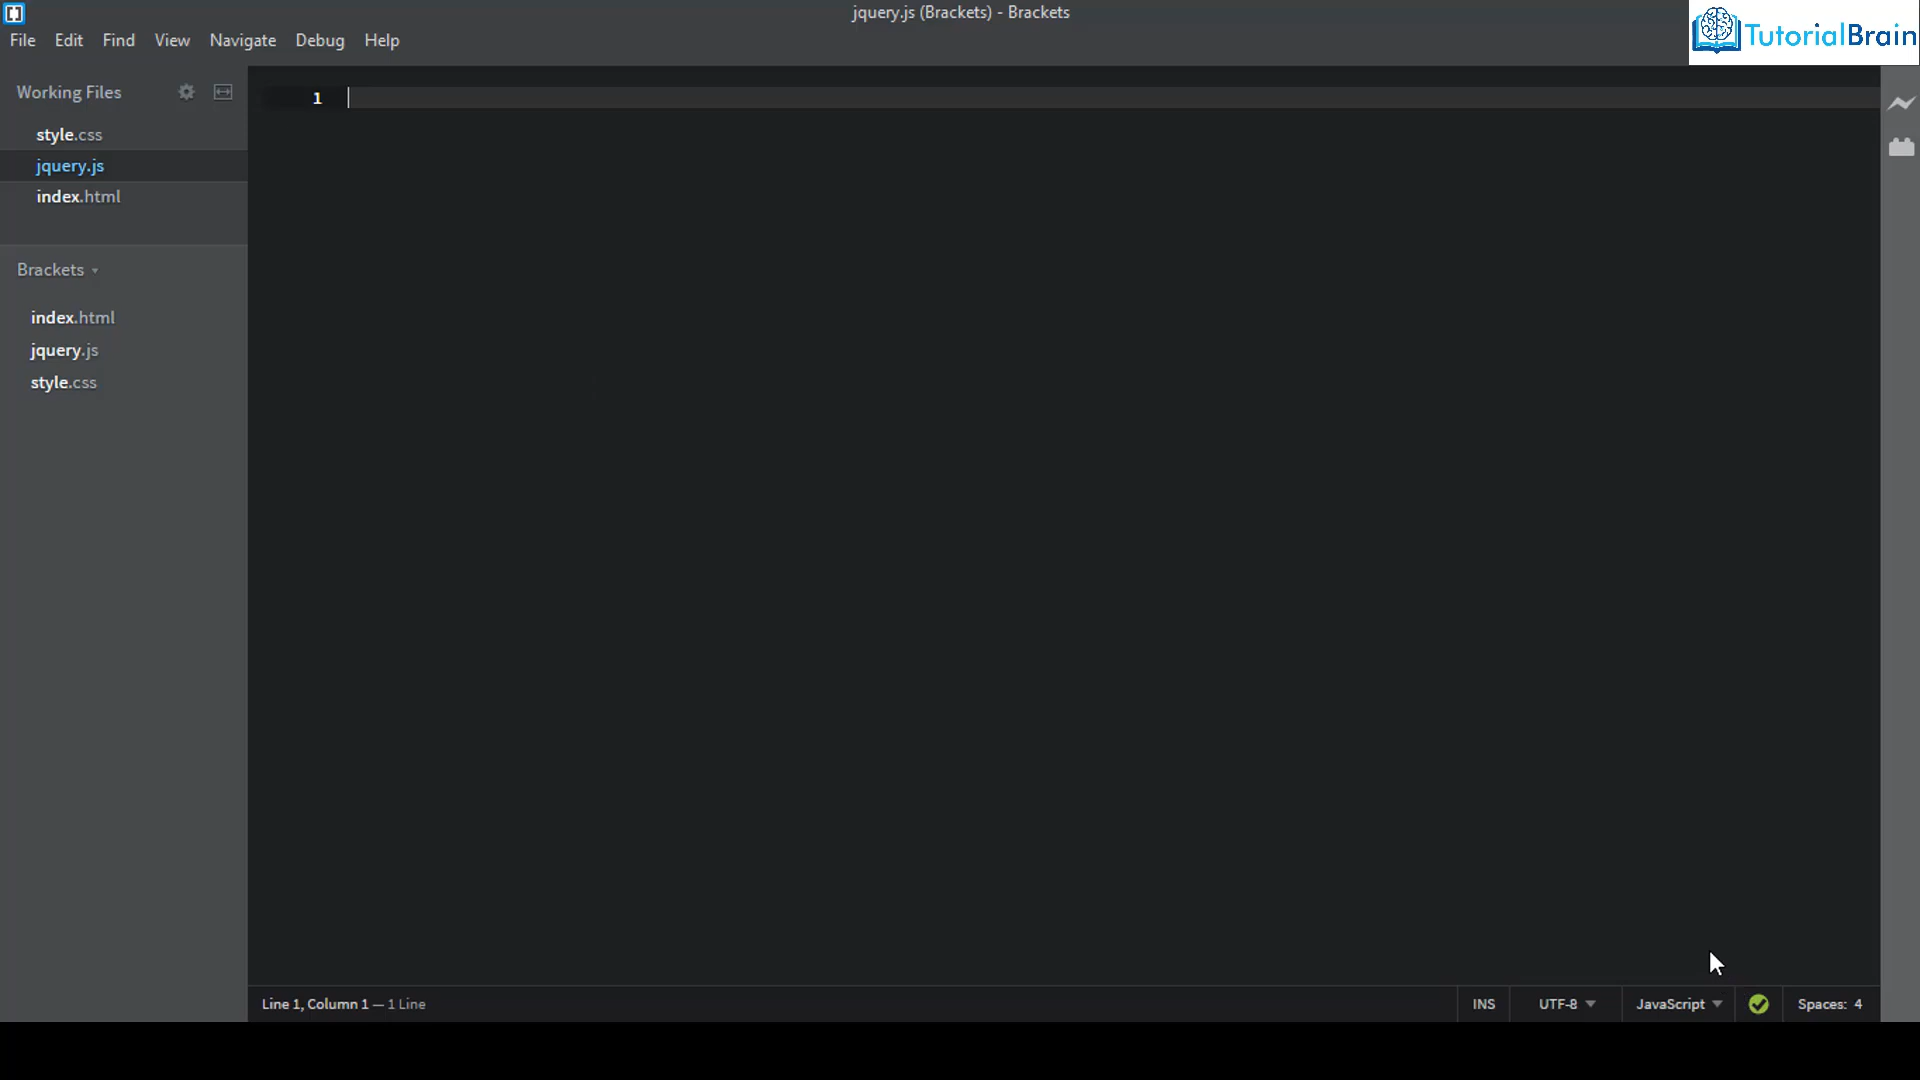 jquery.js (Brackets) - Brackets
TutorialBrain
File Edit Find View Navigate Debug Help
Working Files
style.css
jquery.js
index.html
Brackets
index.html
jquery.js
style.css
1
Line 1, Column 1 — 1 Line
INS UTF-8 JavaScript Spaces: 4